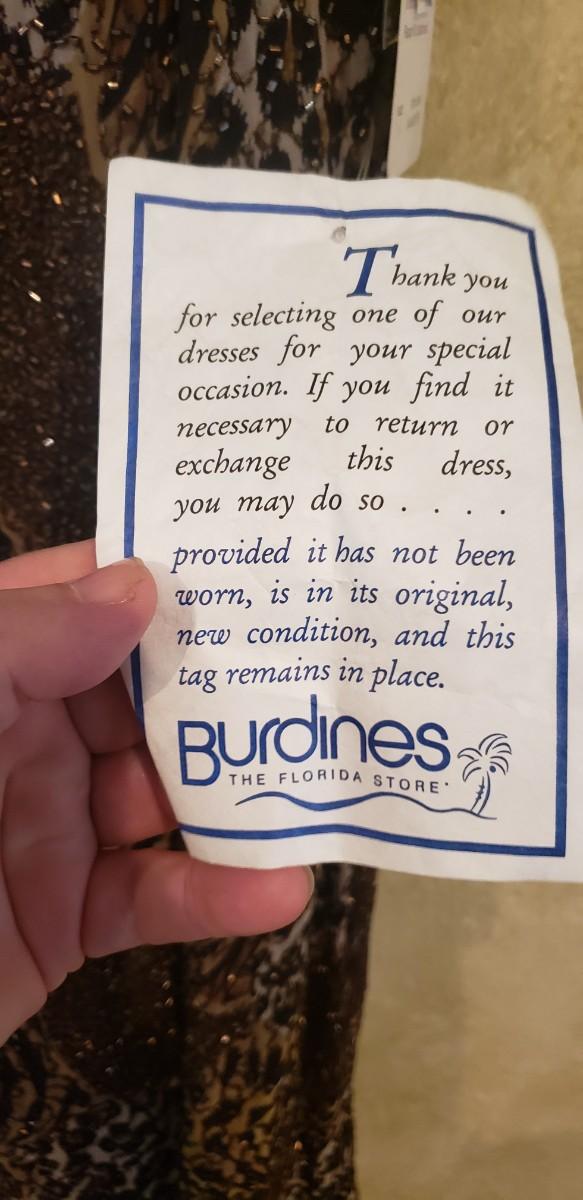 Thank you
for selecting one of our
dresses for your special
occasion. If you find it
necessary to return or
exchange this dress,
you may do so . . . .
provided it has not been
worn, is in its original,
new condition, and this
tag remains in place.
Burdines
THE FLORIDA STORE